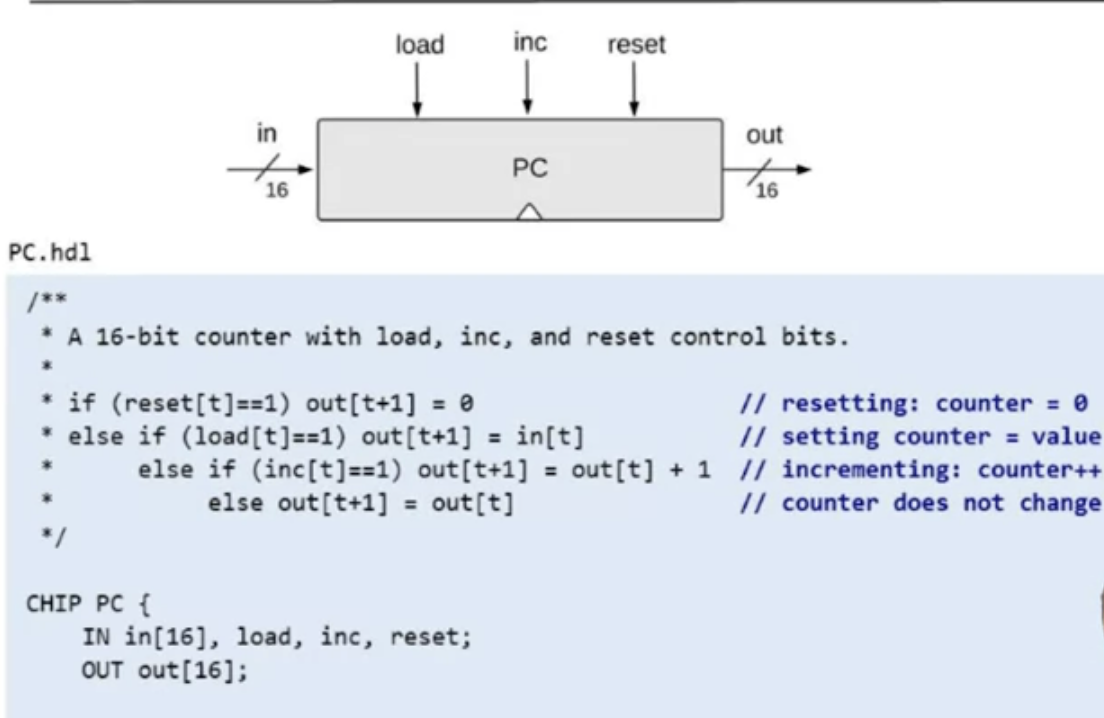 load inc reset
in out
PC
16 16
PC.hdl
/**
* A 16-bit counter with load, inc, and reset control bits.
*
* if (reset[t]==1) out[t+1] = 0 // resetting: counter = 0
* else if (load[t]==1) out[t+1] = in[t] // setting counter = value
* else if (inc[t]==1) out[t+1] = out[t] + 1 // incrementing: counter++
* else out[t+1] = out[t] // counter does not change
*/
CHIP PC {
IN in[16], load, inc, reset;
OUT out[16];